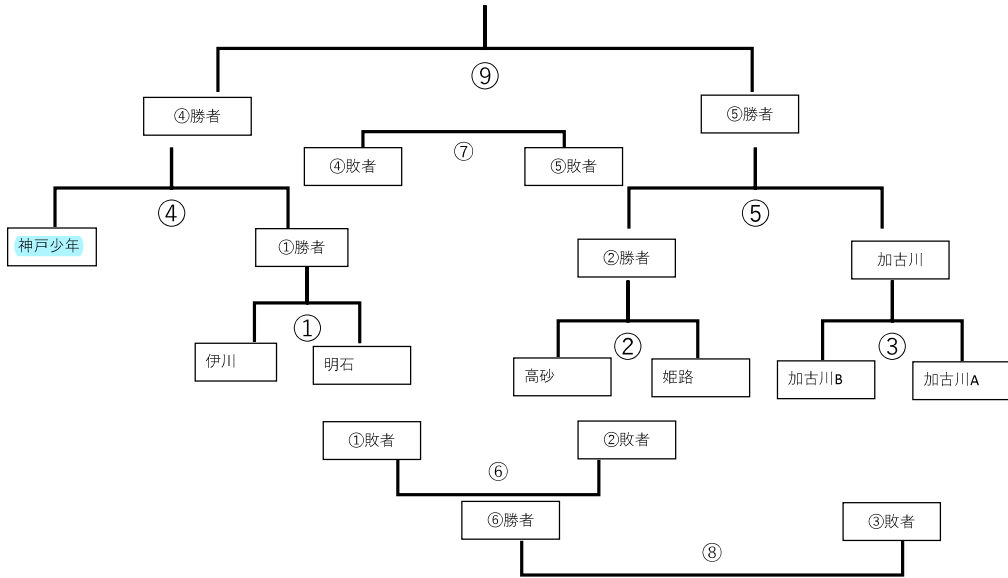 ⑨
④勝者
⑤勝者
⑦
④敗者
⑤敗者
④
⑤
神戸少年
①勝者
②勝者
加古川
①
②
③
伊川
明石
高砂
姫路
加古川B
加古川A
①敗者
②敗者
⑥
⑥勝者
③敗者
⑧